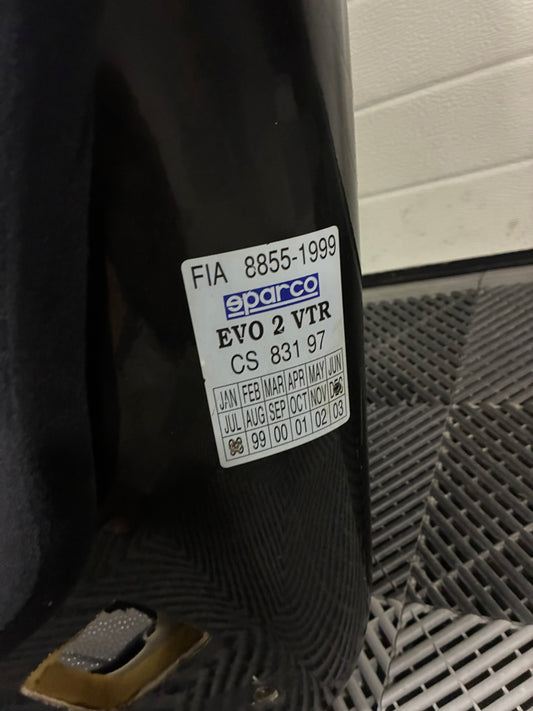 FIA 8855-1999
sparco
EVO 2 VTR
CS 831 97
JAN FEB MAR APR MAY JUN
JUL AUG SEP OCT NOV DEC
99 00 01 02 03